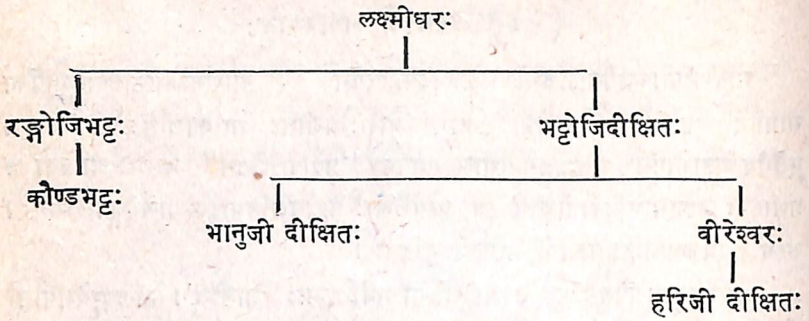 लक्ष्मीधरः
रङ्गोजिभट्टः भट्टोजिदीक्षितः
कौण्डभट्टः
भानुजी दीक्षितः वीरेश्वरः
हरिजी दीक्षितः